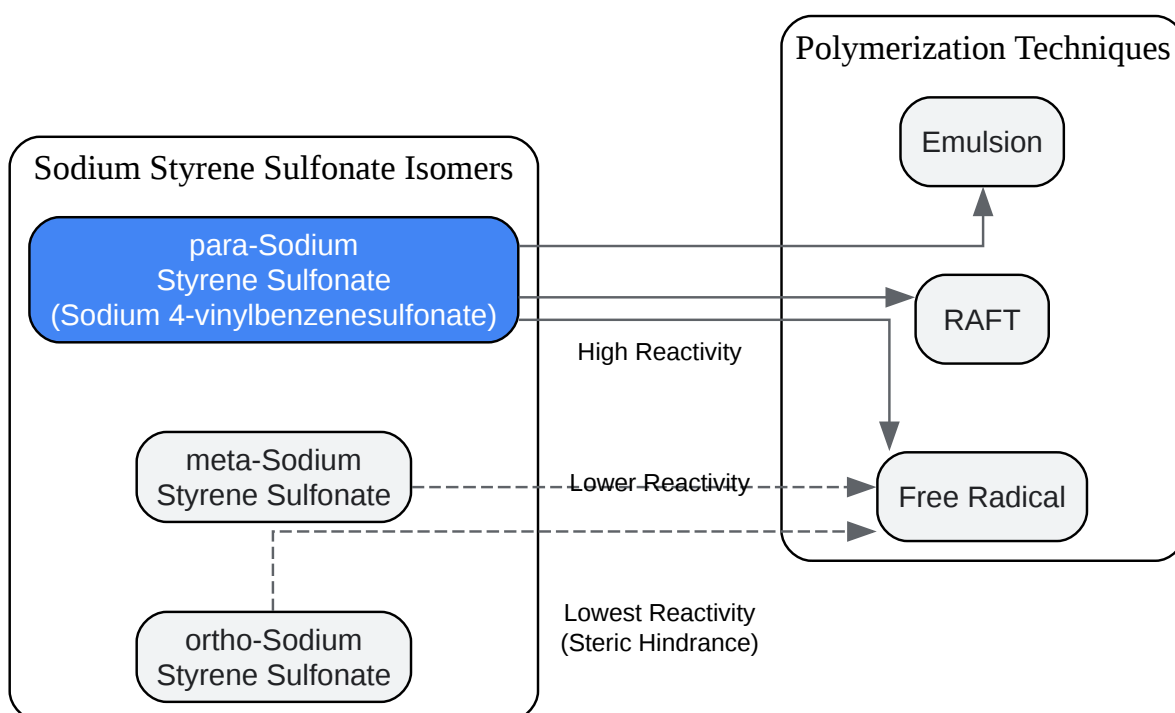 Polymerization Techniques
Emulsion
Sodium Styrene Sulfonate Isomers
para-Sodium
Styrene Sulfonate
(Sodium 4-vinylbenzenesulfonate)
RAFT
High Reactivity
meta-Sodium
Styrene Sulfonate
Lower Reactivity
Free Radical
Lowest Reactivity
(Steric Hindrance)
ortho-Sodium
Styrene Sulfonate